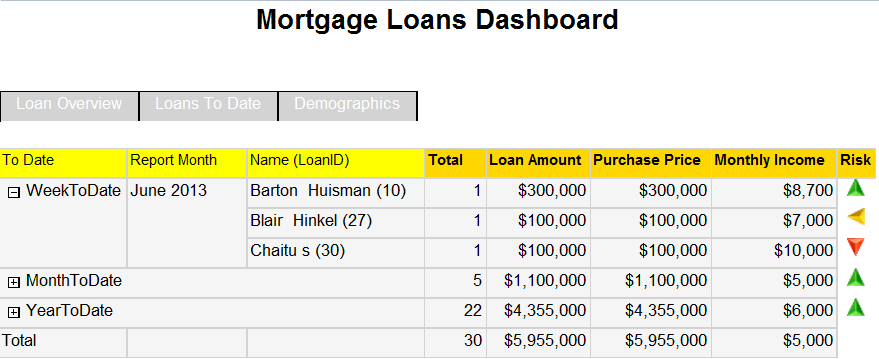 Mortgage Loans Dashboard
Loan Overview Loans To Date Demographics
To Date Report Month Name (LoanID) Total Loan Amount Purchase Price Monthly Income Risk
WeekToDate June 2013 Barton  Huisman (10) 1 $300,000 $300,000 $8,700
Blair  Hinkel (27) 1 $100,000 $100,000 $7,000
Chaitu s (30) 1 $100,000 $100,000 $10,000
MonthToDate 5 $1,100,000 $1,100,000 $5,000
YearToDate 22 $4,355,000 $4,355,000 $6,000
Total 30 $5,955,000 $5,955,000 $5,000